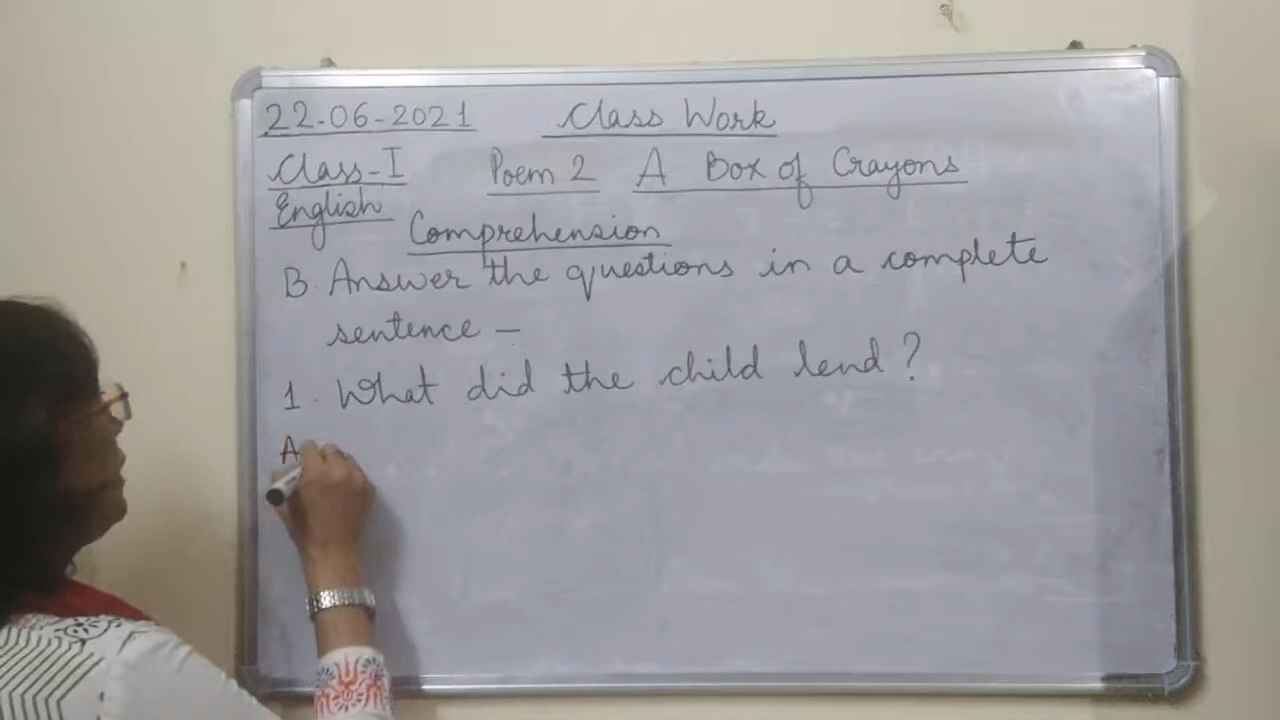 22-06-2021 Class Work
Class-I Poem 2 A Box of Crayons
English
Comprehension
B. Answer the questions in a complete
sentence –
1. What did the child lend?
A